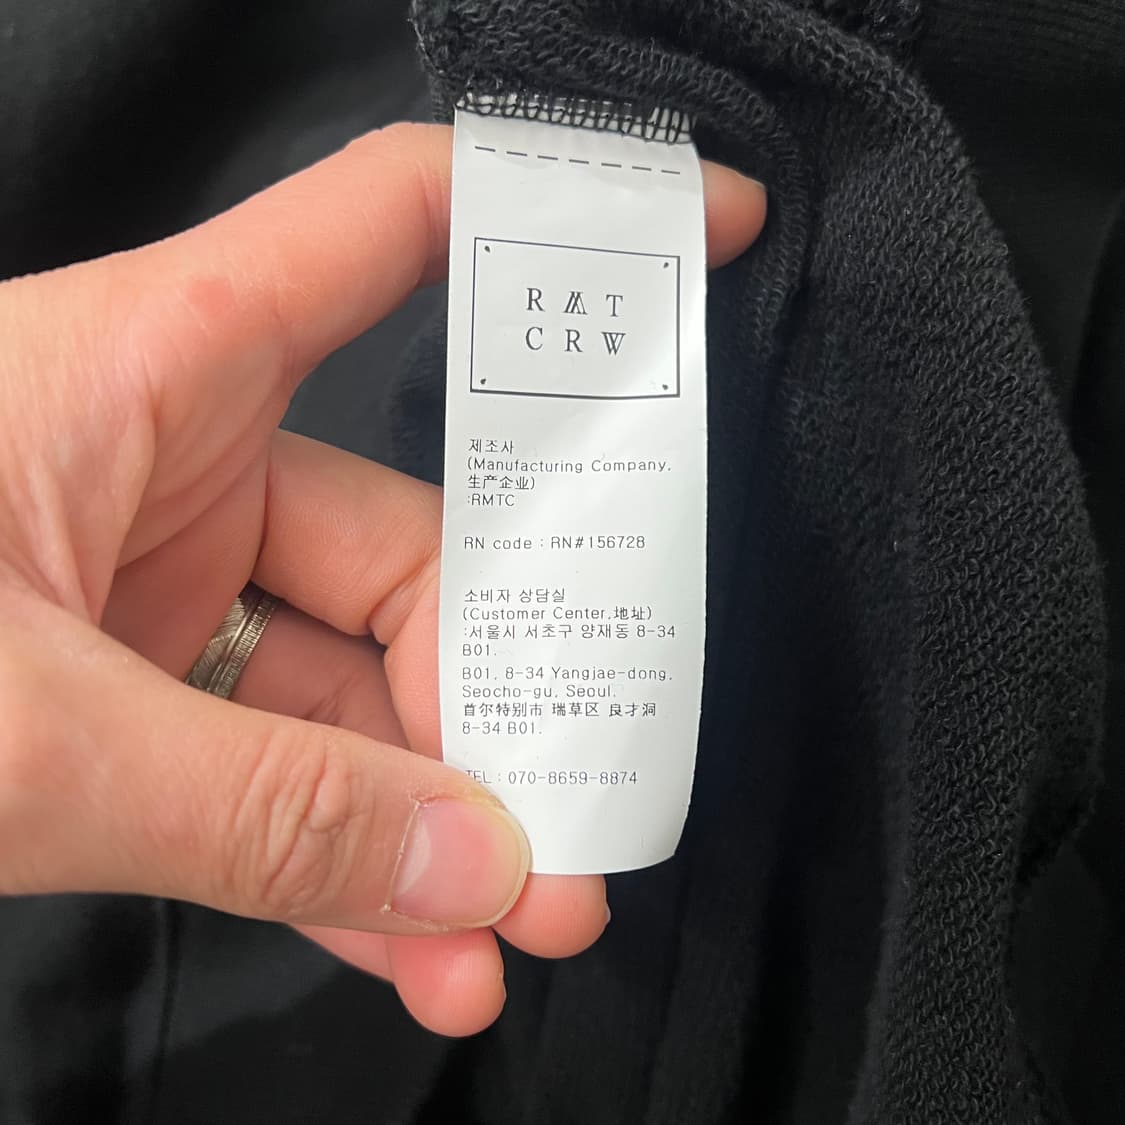 R M T
C R W
제조사
(Manufacturing Company,
生产企业)
:RMTC
RN code : RN#156728
소비자 상담실
(Customer Center,地址)
:서울시 서초구 양재동 8-34
B01,
B01, 8-34 Yangjae-dong,
Seocho-gu, Seoul,
首尔特别市 瑞草区 良才洞
8-34 B01.
TEL : 070-8659-8874